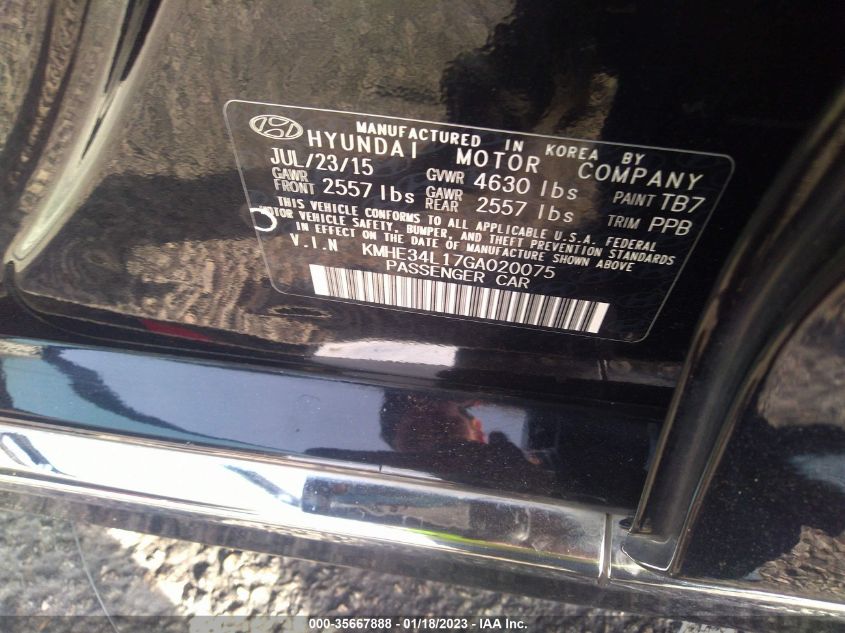 MANUFACTURED IN KOREA BY
HYUNDAI MOTOR COMPANY
JUL/23/15 GVWR 4630 lbs PAINT TB7
GAWR FRONT 2557 lbs GAWR REAR 2557 lbs TRIM PPB
THIS VEHICLE CONFORMS TO ALL APPLICABLE U.S.A. FEDERAL
MOTOR VEHICLE SAFETY, BUMPER, AND THEFT PREVENTION STANDARDS
IN EFFECT ON THE DATE OF MANUFACTURE SHOWN ABOVE
V.I.N KMHE34L17GA020075
PASSENGER CAR
000-35667888 - 01/18/2023 - IAA Inc.